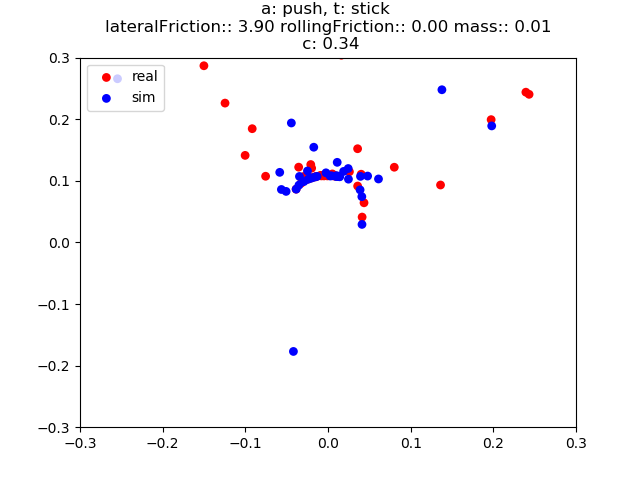 a: push, t: stick
lateralFriction:: 3.90 rollingFriction:: 0.00 mass:: 0.01
c: 0.34
real
sim
0.3
0.2
0.1
0.0
−0.1
−0.2
−0.3
−0.3 −0.2 −0.1 0.0 0.1 0.2 0.3